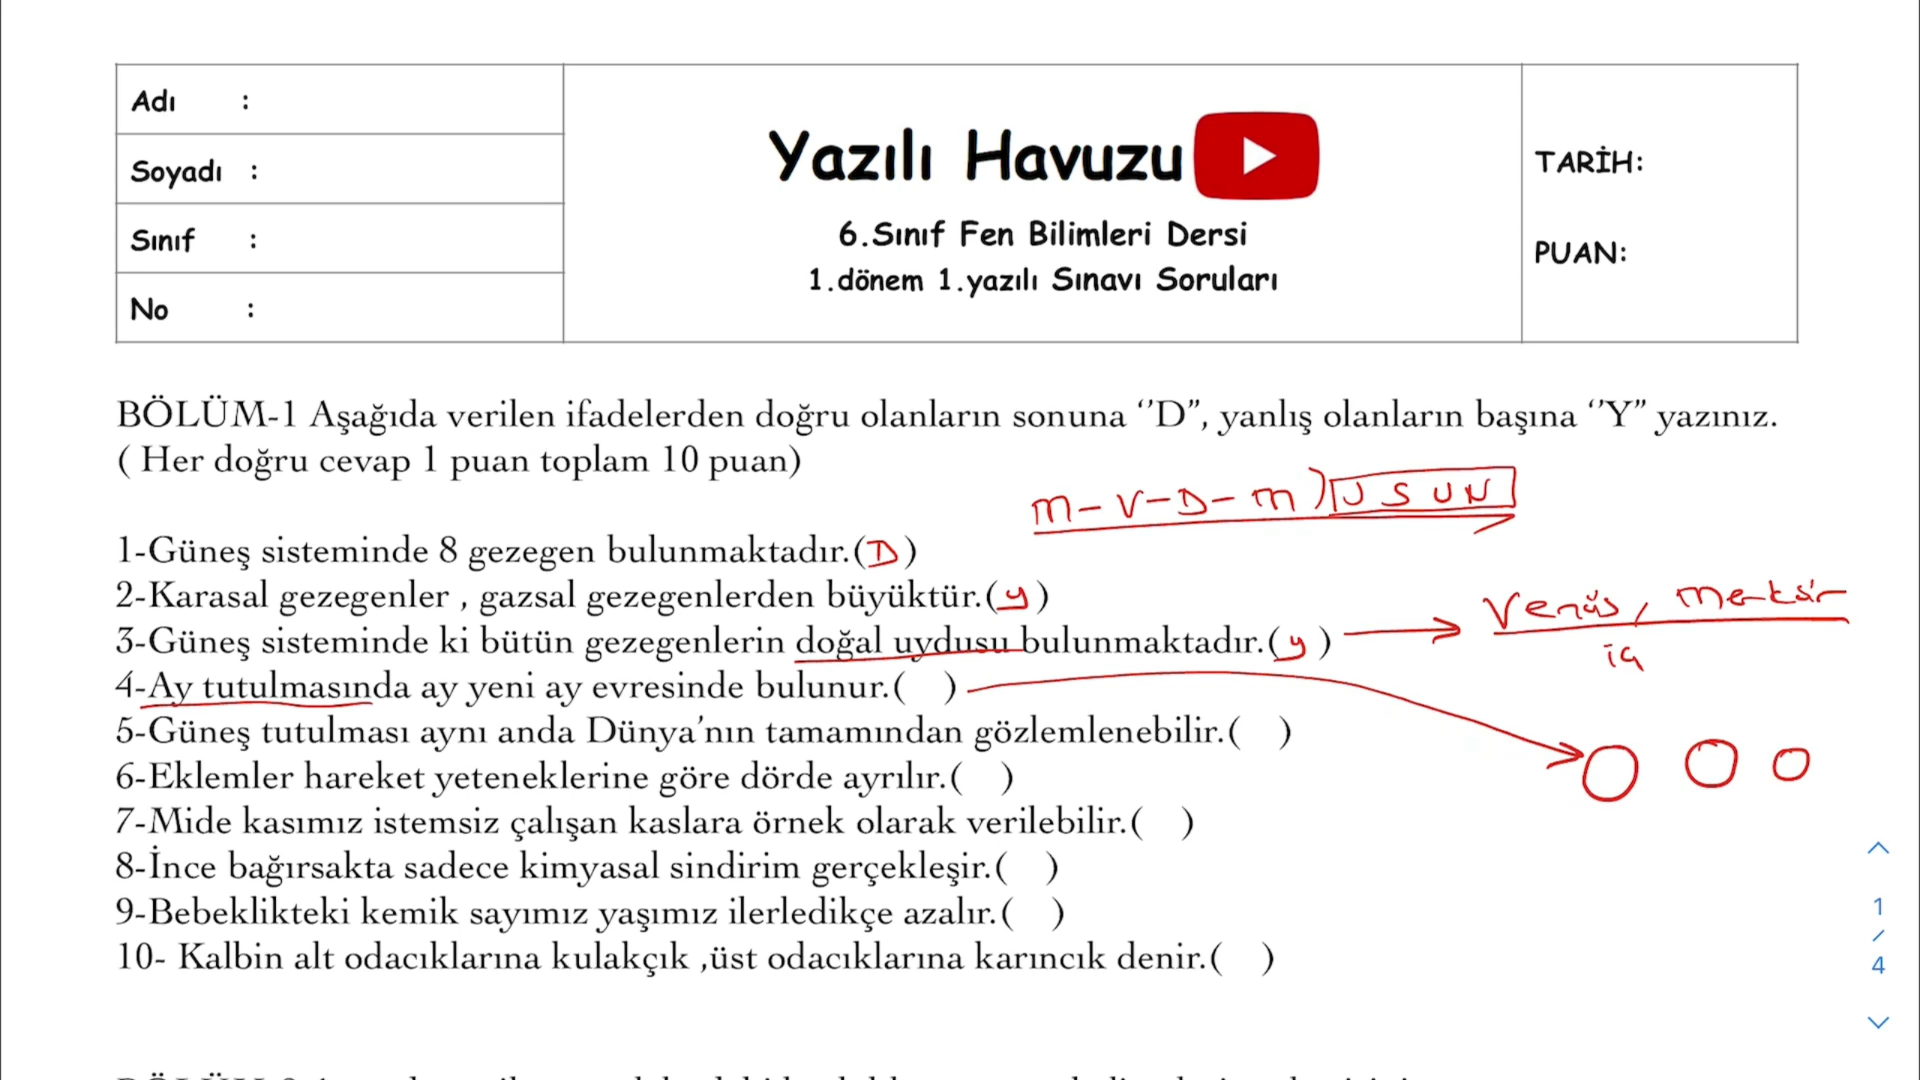 Adı :
Soyadı :
Sınıf :
No :
Yazılı Havuzu
6.Sınıf Fen Bilimleri Dersi
1.dönem 1.yazılı Sınavı Soruları
TARİH:
PUAN:
BÖLÜM-1 Aşağıda verilen ifadelerden doğru olanların sonuna ‘’D”, yanlış olanların başına ‘’Y” yazınız.
( Her doğru cevap 1 puan toplam 10 puan)
m-V-D-m) J S U N
1-Güneş sisteminde 8 gezegen bulunmaktadır.(D)
2-Karasal gezegenler , gazsal gezegenlerden büyüktür.(y)
3-Güneş sisteminde ki bütün gezegenlerin doğal uydusu bulunmaktadır.(y)
Venüs, merkür
iç
4-Ay tutulmasında ay yeni ay evresinde bulunur.( )
5-Güneş tutulması aynı anda Dünya’nın tamamından gözlemlenebilir.( )
6-Eklemler hareket yeteneklerine göre dörde ayrılır.( )
7-Mide kasımız istemsiz çalışan kaslara örnek olarak verilebilir.( )
8-İnce bağırsakta sadece kimyasal sindirim gerçekleşir.( )
9-Bebeklikteki kemik sayımız yaşımız ilerledikçe azalır.( )
10- Kalbin alt odacıklarına kulakçık ,üst odacıklarına karıncık denir.( )
1
/
4